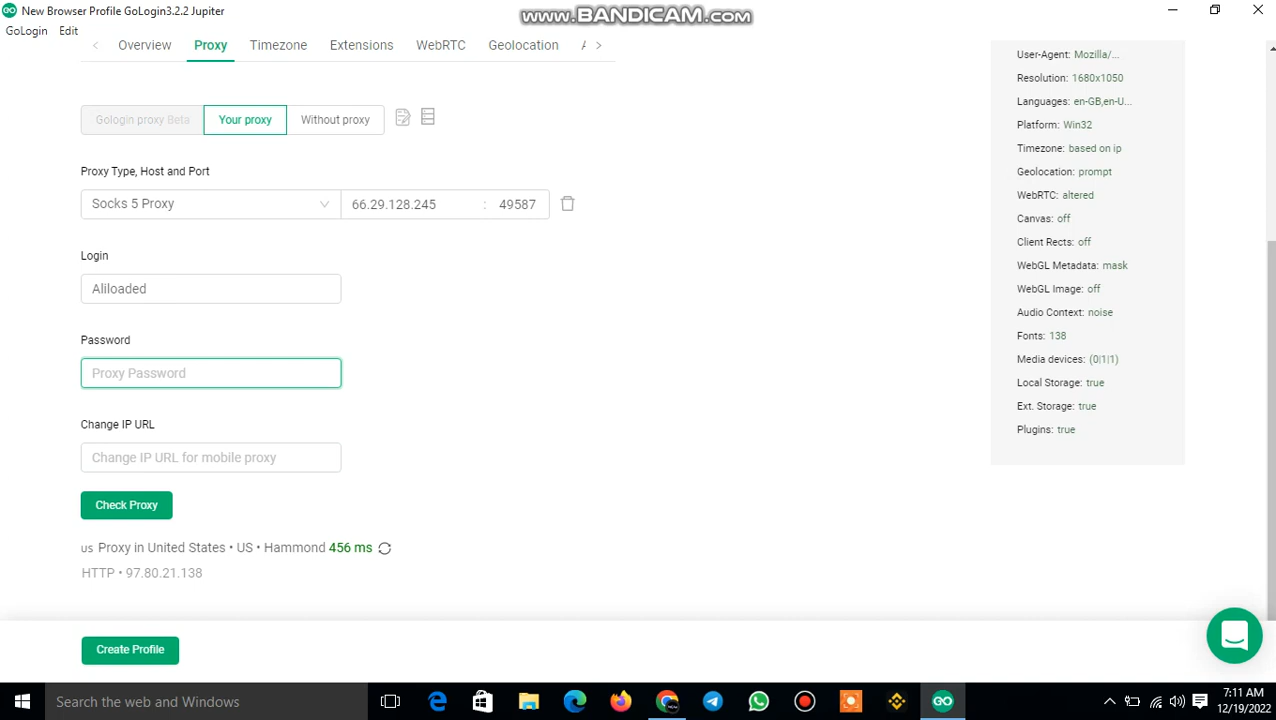 New Browser Profile GoLogin3.2.2 Jupiter
www.BANDICAM.com
GoLogin Edit
Overview Proxy Timezone Extensions WebRTC Geolocation
Gologin proxy Beta Your proxy Without proxy
Proxy Type, Host and Port
Socks 5 Proxy 66.29.128.245 : 49587
Login
Aliloaded
Password
Proxy Password
Change IP URL
Change IP URL for mobile proxy
Check Proxy
US Proxy in United States • US • Hammond 456 ms
HTTP • 97.80.21.138
Create Profile
User-Agent: Mozilla/...
Resolution: 1680x1050
Languages: en-GB,en-U...
Platform: Win32
Timezone: based on ip
Geolocation: prompt
WebRTC: altered
Canvas: off
Client Rects: off
WebGL Metadata: mask
WebGL Image: off
Audio Context: noise
Fonts: 138
Media devices: (0|1|1)
Local Storage: true
Ext. Storage: true
Plugins: true
Search the web and Windows
GO
7:11 AM
12/19/2022